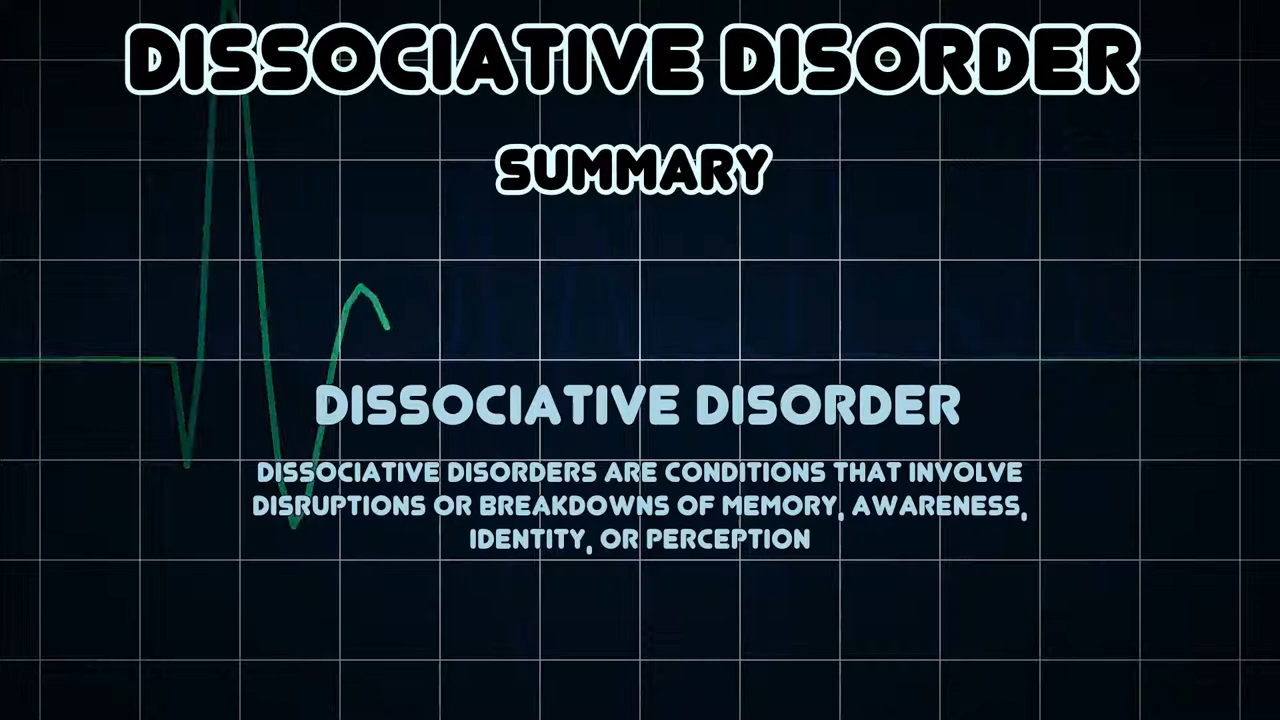 DISSOCIATIVE DISORDER
SUMMARY
DISSOCIATIVE DISORDER
DISSOCIATIVE DISORDERS ARE CONDITIONS THAT INVOLVE
DISRUPTIONS OR BREAKDOWNS OF MEMORY, AWARENESS,
IDENTITY, OR PERCEPTION